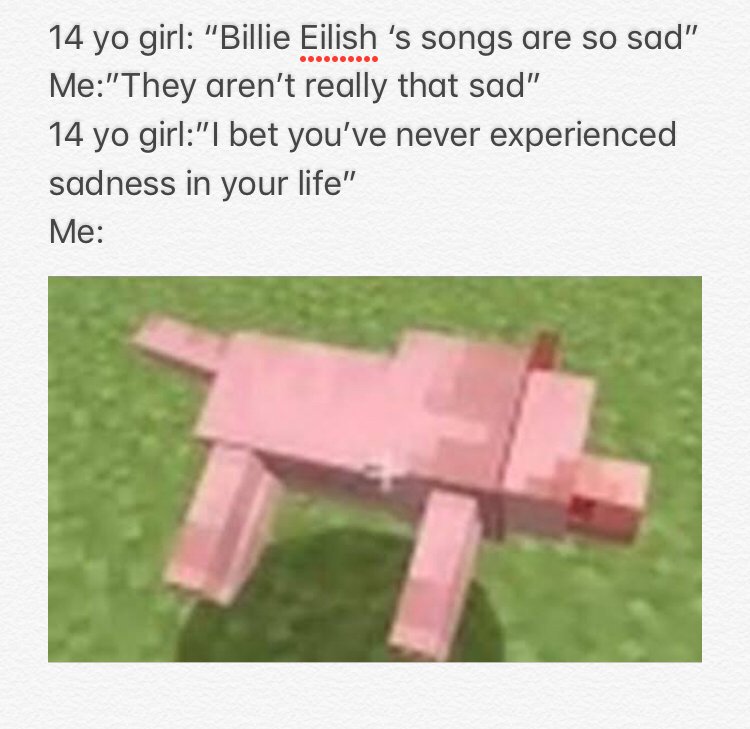 14 yo girl: “Billie Eilish ‘s songs are so sad”
Me:”They aren’t really that sad”
14 yo girl:”I bet you’ve never experienced
sadness in your life”
Me: